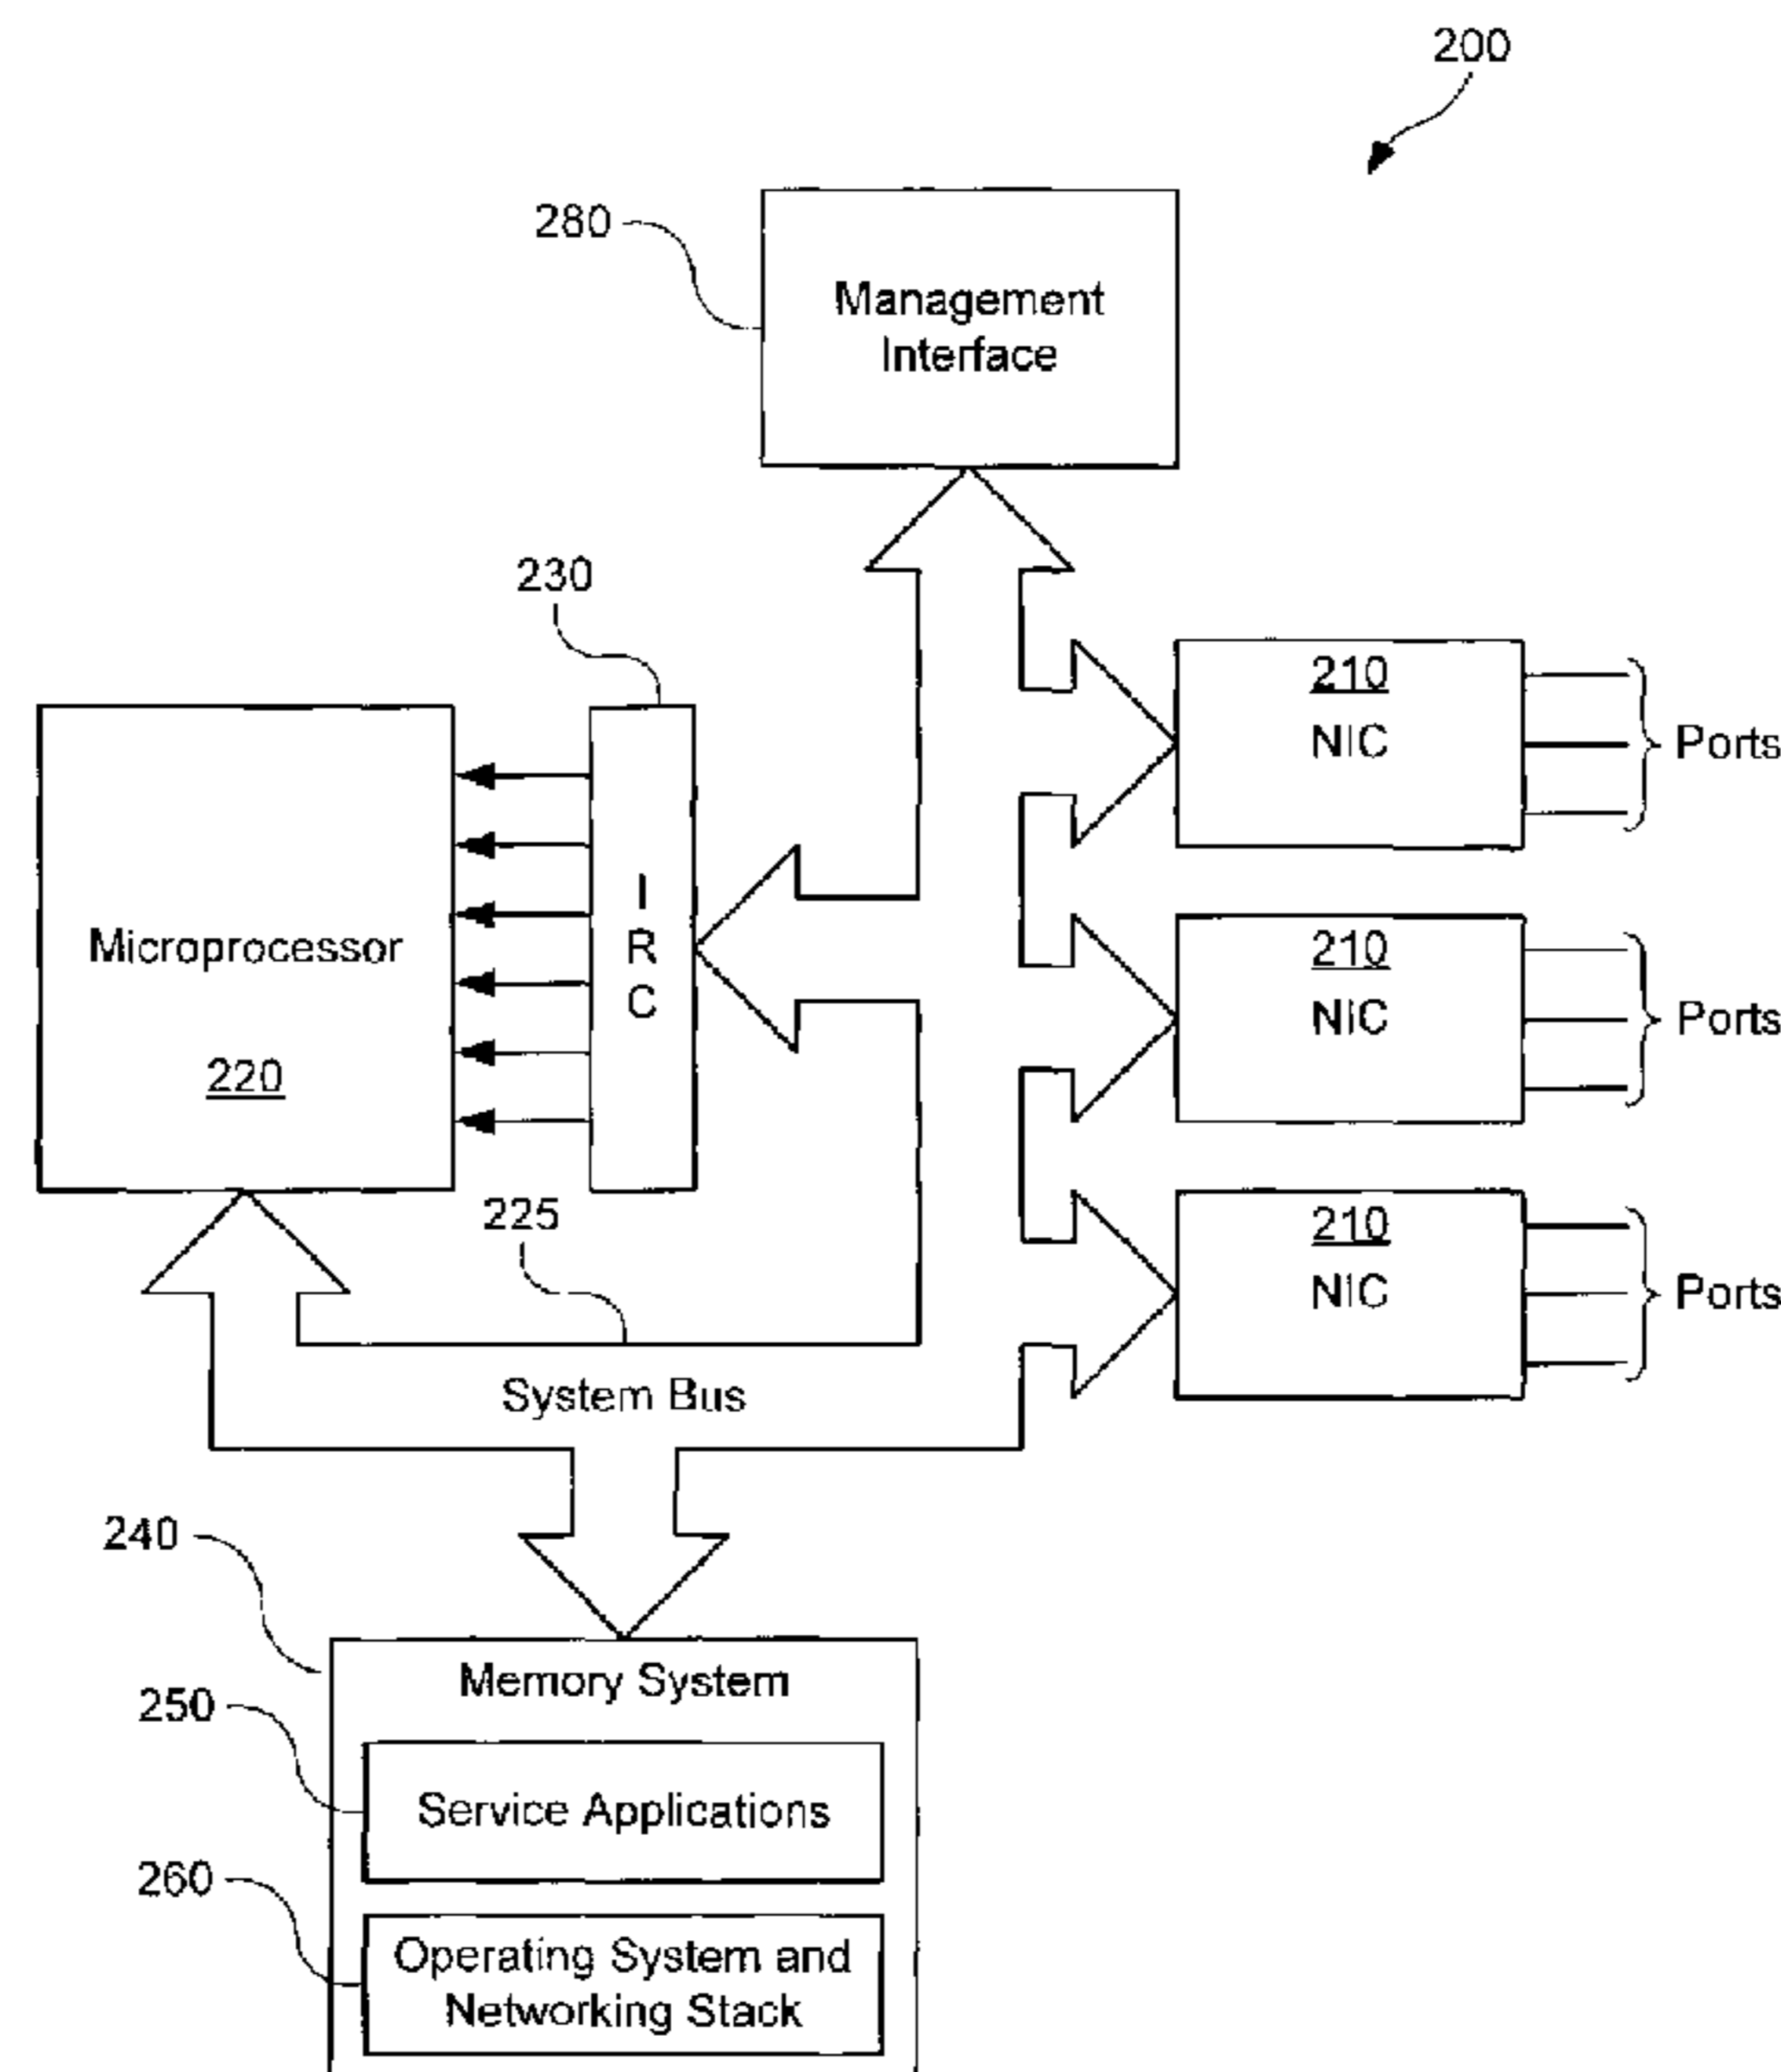 200
280
Management
Interface
230
210
NIC
Ports
I
R
C
Microprocessor
220
210
NIC
Ports
225
210
NIC
Ports
System Bus
240
Memory System
250
Service Applications
260
Operating System and
Networking Stack